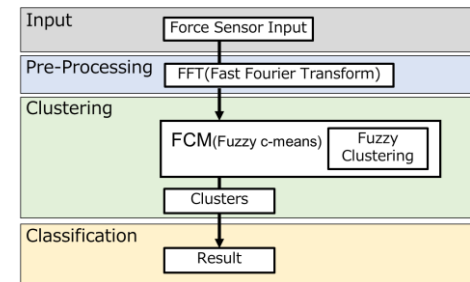 Input
Force Sensor Input
Pre-Processing
FFT(Fast Fourier Transform)
Clustering
FCM(Fuzzy c-means)
Fuzzy
Clustering
Clusters
Classification
Result